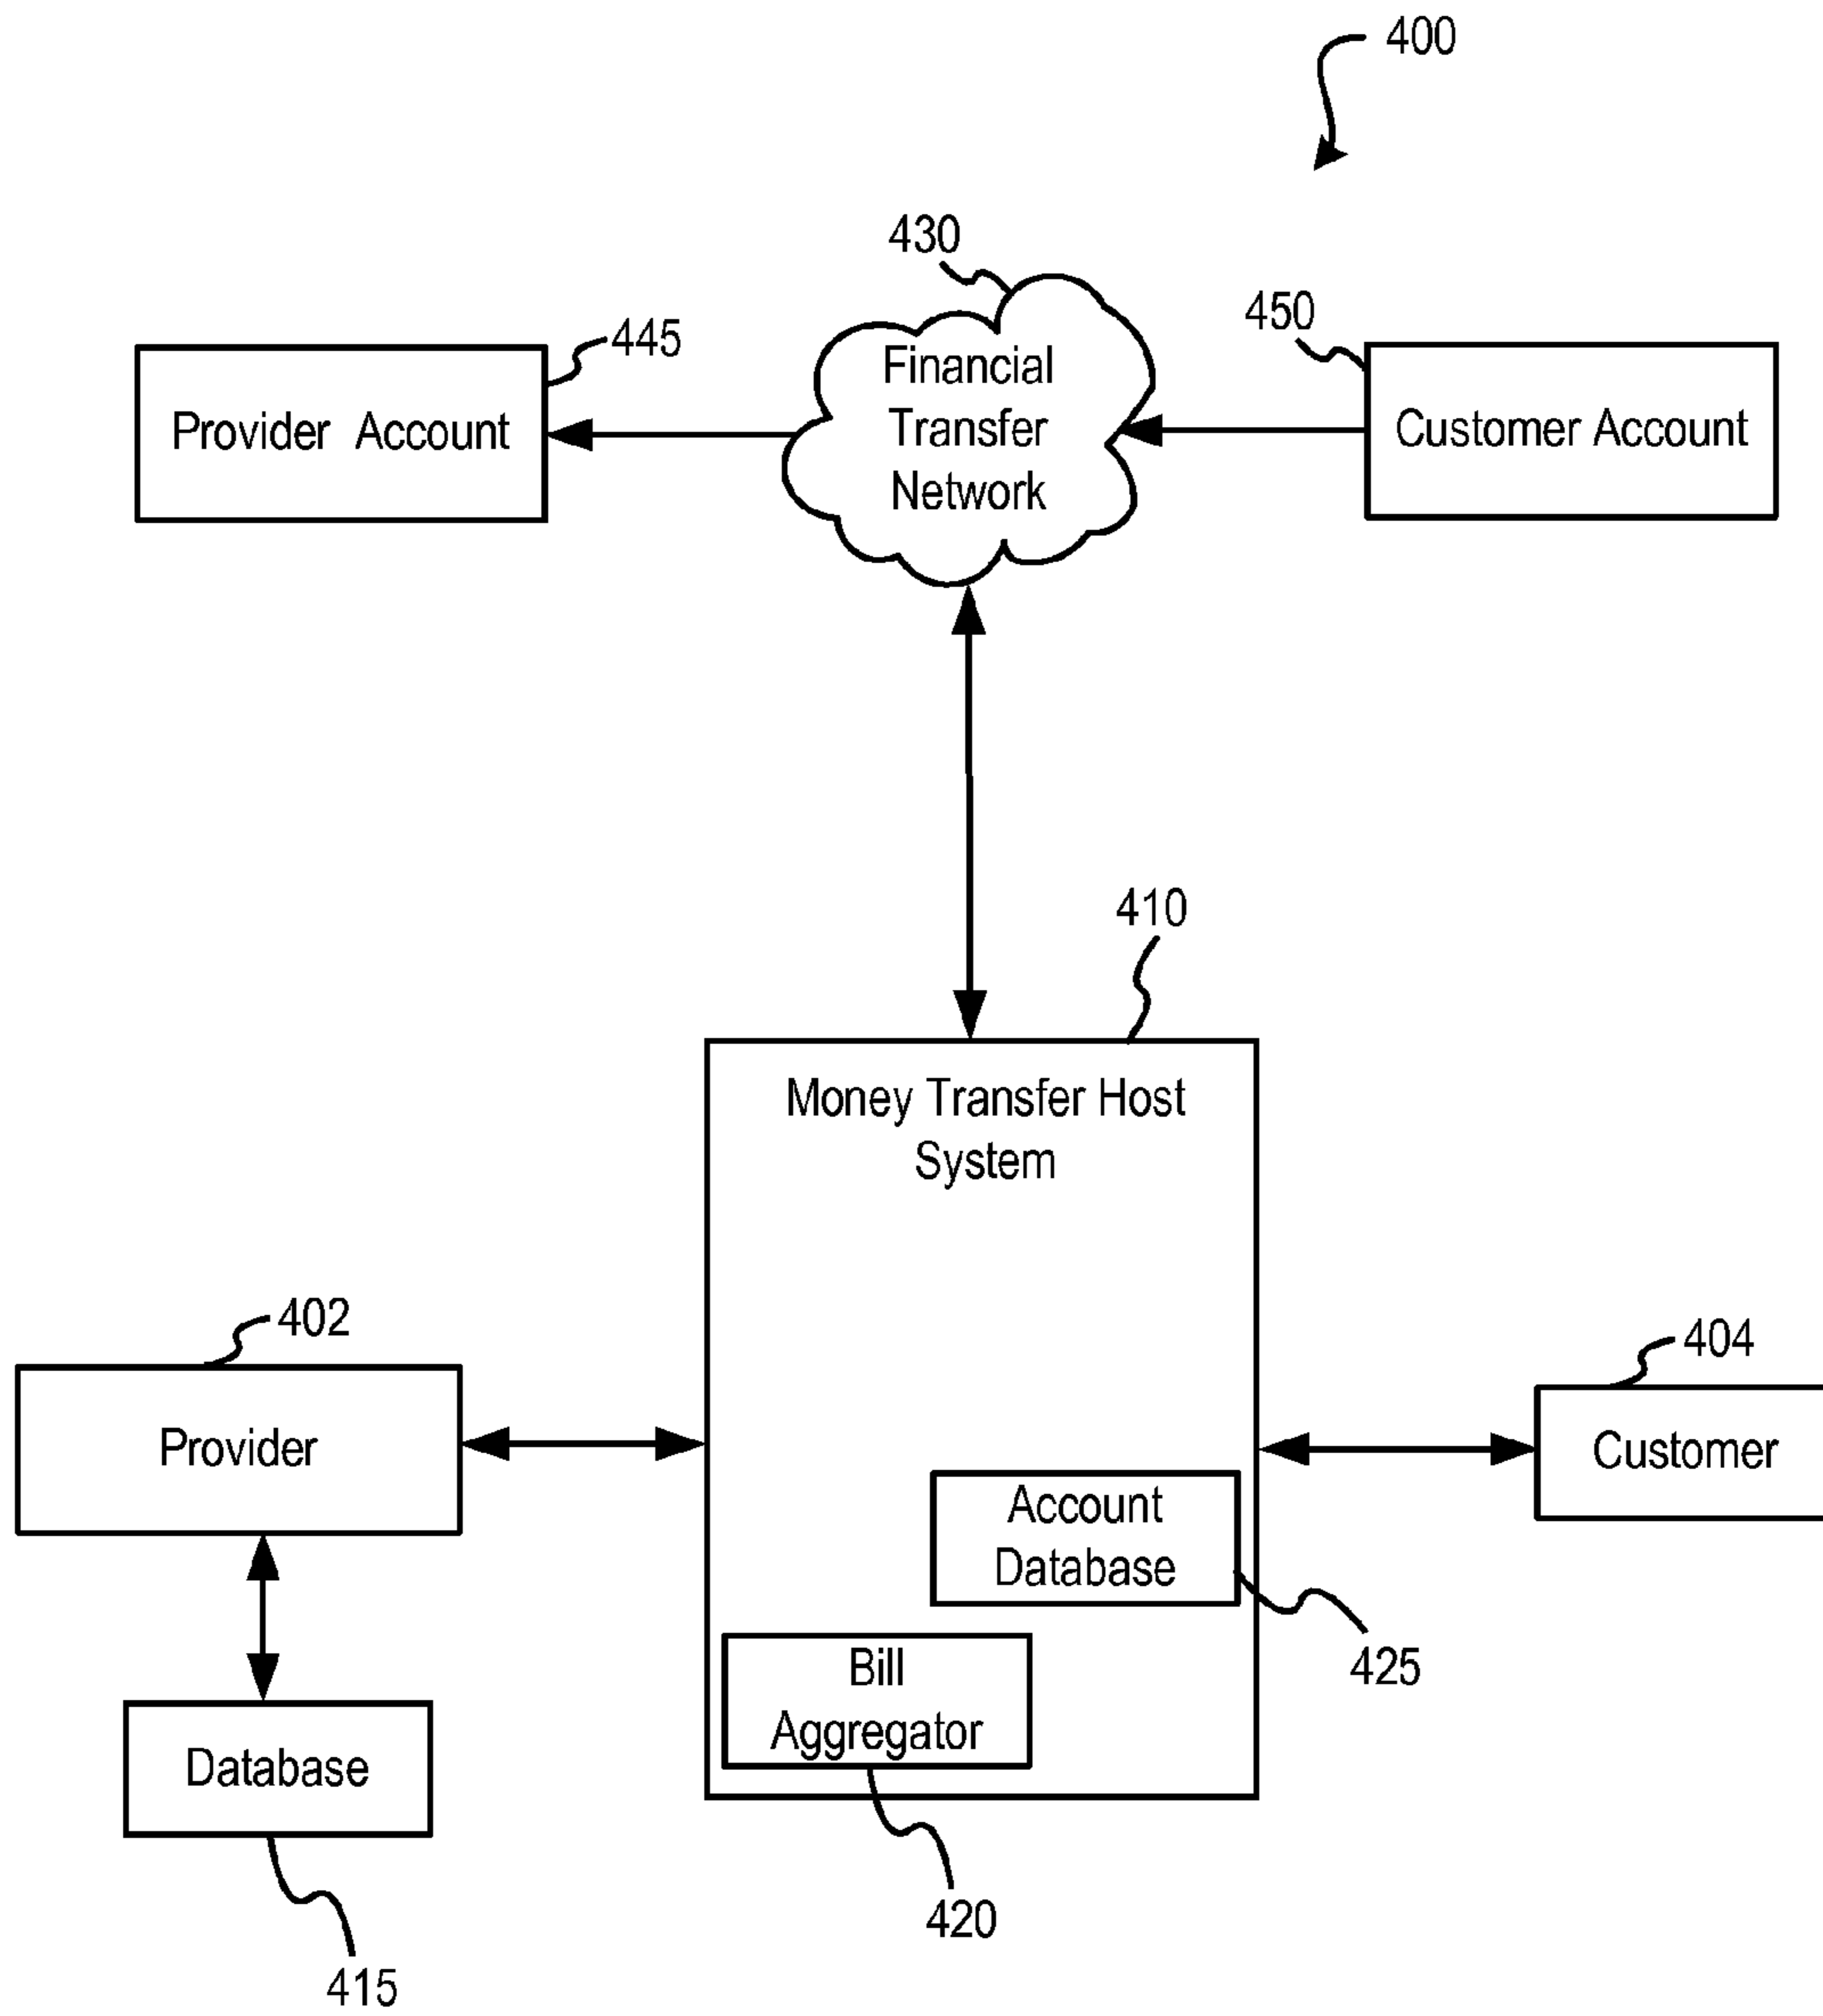 400
430
450
445
Financial
Transfer
Network
Provider Account
Customer Account
410
Money Transfer Host
System
402
404
Provider
Customer
Account
Database
425
Bill
Aggregator
Database
420
415